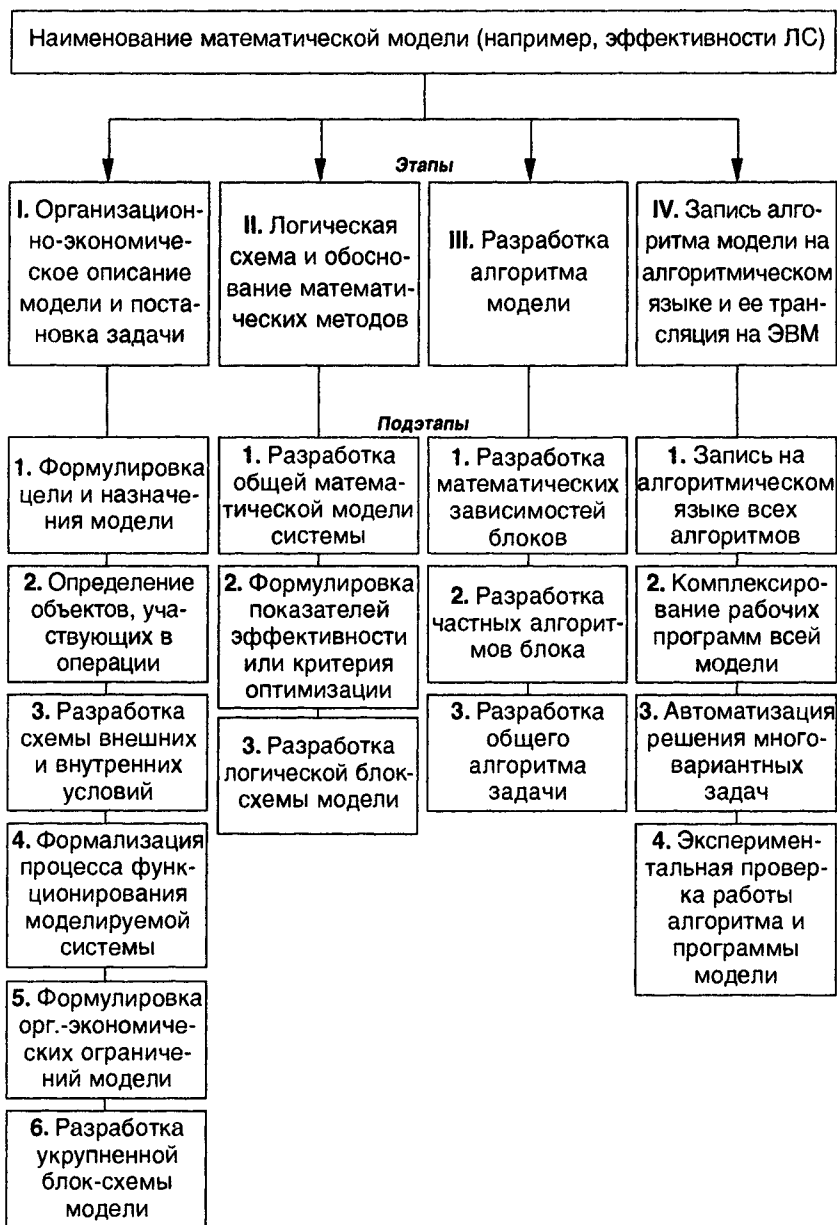 Наименование математической модели (например, эффективности ЛС)
Этапы
I. Организацион-
но-экономиче-
ское описание
модели и поста-
новка задачи
II. Логическая
схема и обосно-
вание математи-
ческих методов
III. Разработка
алгоритма
модели
IV. Запись алго-
ритма модели на
алгоритмическом
языке и ее тран-
сляция на ЭВМ
Подэтапы
1. Формулировка
цели и назначе-
ния модели
2. Определение
объектов, уча-
ствующих в
операции
3. Разработка
схемы внешних
и внутренних
условий
4. Формализация
процесса функ-
ционирования
моделируемой
системы
5. Формулировка
орг.-экономиче-
ских ограниче-
ний модели
6. Разработка
укрупненной
блок-схемы
модели
1. Разработка
общей матема-
тической модели
системы
2. Формулировка
показателей
эффективности
или критерия
оптимизации
3. Разработка
логической блок-
схемы модели
1. Разработка
математических
зависимостей
блоков
2. Разработка
частных алгорит-
мов блока
3. Разработка
общего
алгоритма
задачи
1. Запись на
алгоритмическом
языке всех
алгоритмов
2. Комплексиро-
вание рабочих
программ всей
модели
3. Автоматизация
решения много-
вариантных
задач
4. Эксперимен-
тальная провер-
ка работы
алгоритма и
программы
модели